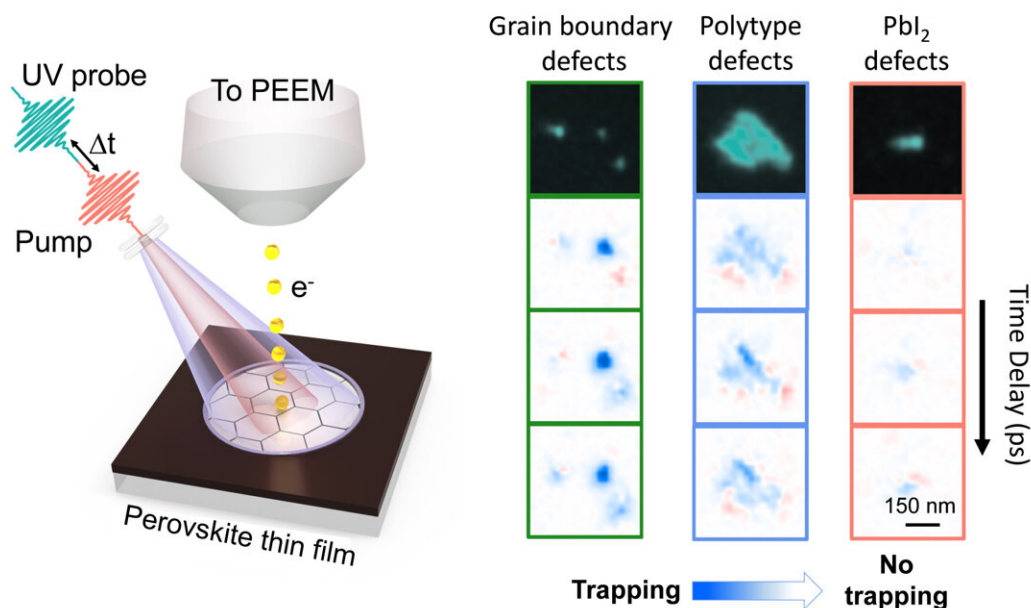 UV probe
Δt
Pump
To PEEM
e-
Perovskite thin film
Grain boundary
defects
Polytype
defects
PbI2
defects
Time Delay (ps)
150 nm
Trapping
No
trapping